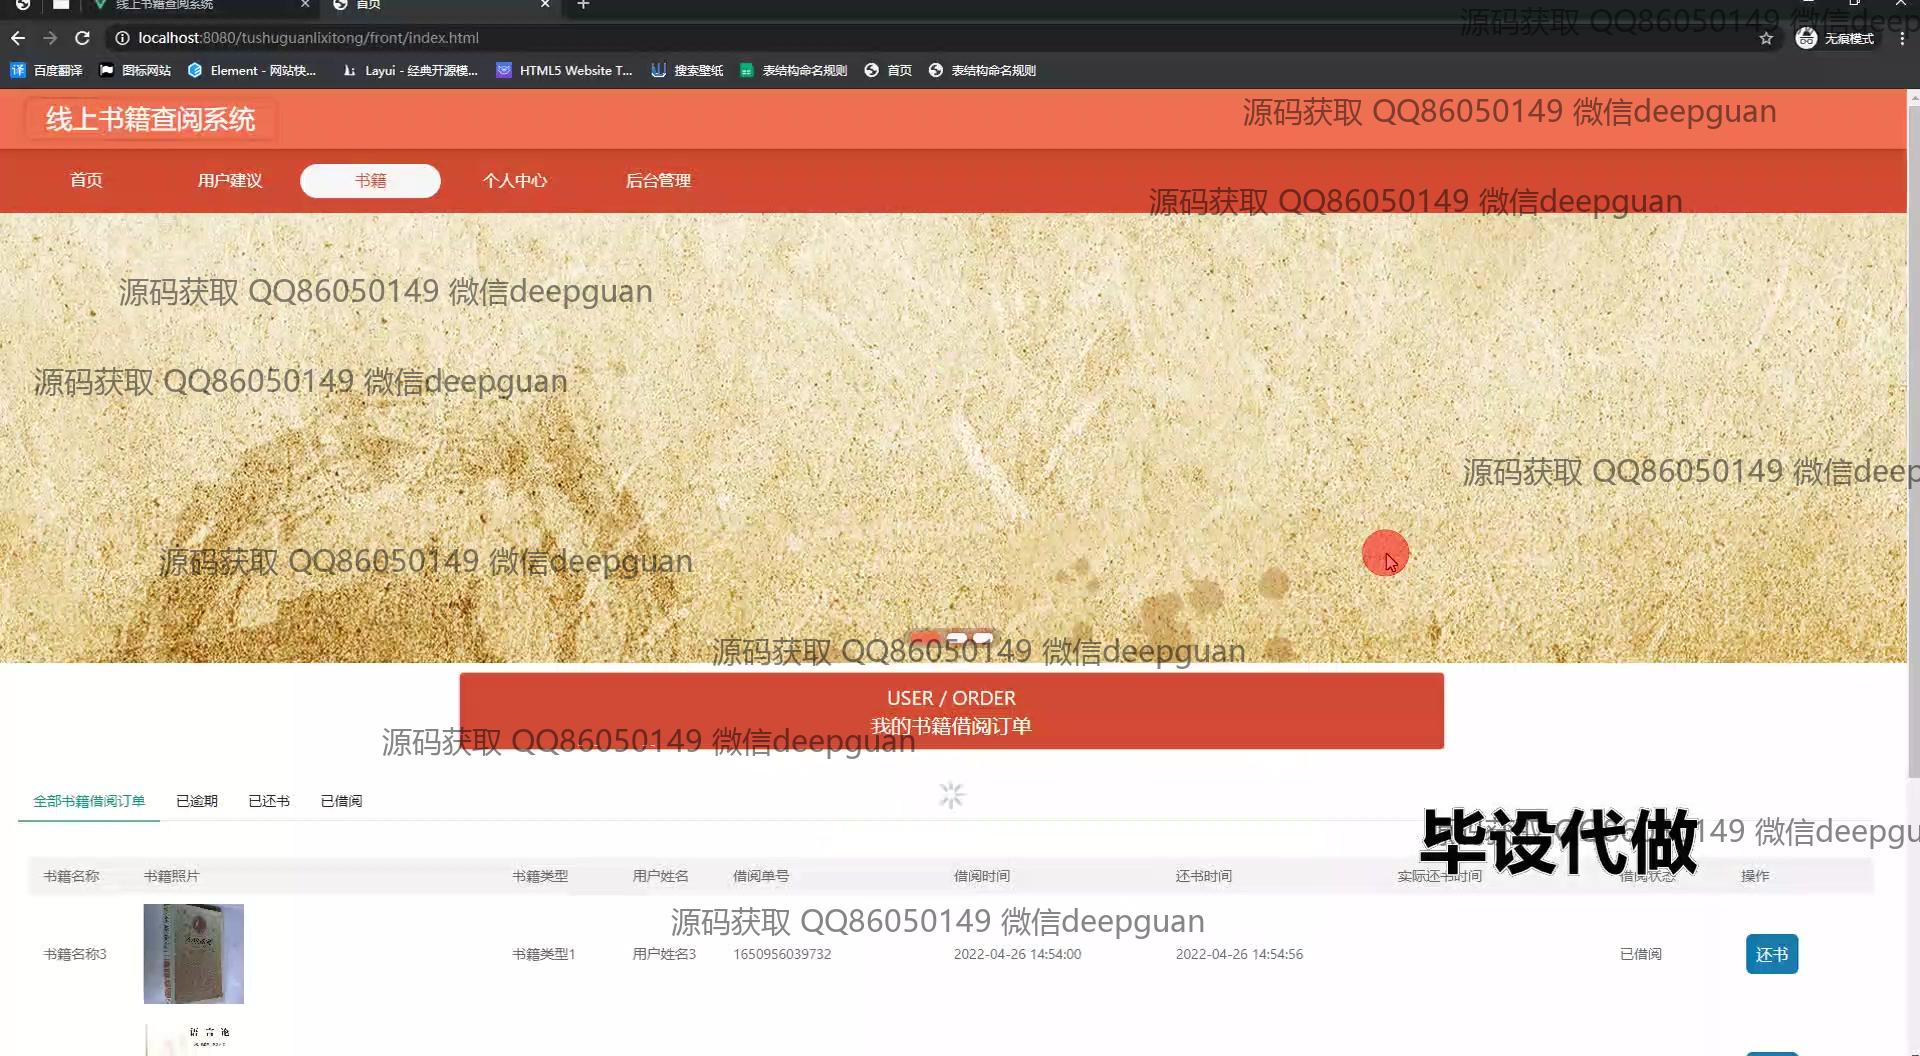 线上书籍查阅系统
首页
源码获取 QQ86050149 微信deep
localhost:8080/tushuguanlixitong/front/index.html
无痕模式
百度翻译
图标网站
Element - 网站快...
Layui - 经典开源模...
HTML5 Website T...
搜索壁纸
表结构命名规则
首页
表结构命名规则
线上书籍查阅系统
源码获取 QQ86050149 微信deepguan
首页
用户建议
书籍
个人中心
后台管理
源码获取 QQ86050149 微信deepguan
源码获取 QQ86050149 微信deepguan
源码获取 QQ86050149 微信deepguan
源码获取 QQ86050149 微信deep
源码获取 QQ86050149 微信deepguan
源码获取 QQ86050149 微信deepguan
USER / ORDER
我的书籍借阅订单
源码获取 QQ86050149 微信deepguan
全部书籍借阅订单
已逾期
已还书
已借阅
毕设代做
149 微信deepgu
书籍名称
书籍照片
书籍类型
用户姓名
借阅单号
借阅时间
还书时间
实际还书时间
借阅状态
操作
源码获取 QQ86050149 微信deepguan
书籍名称3
书籍类型1
用户姓名3
1650956039732
2022-04-26 14:54:00
2022-04-26 14:54:56
已借阅
还书
语言论